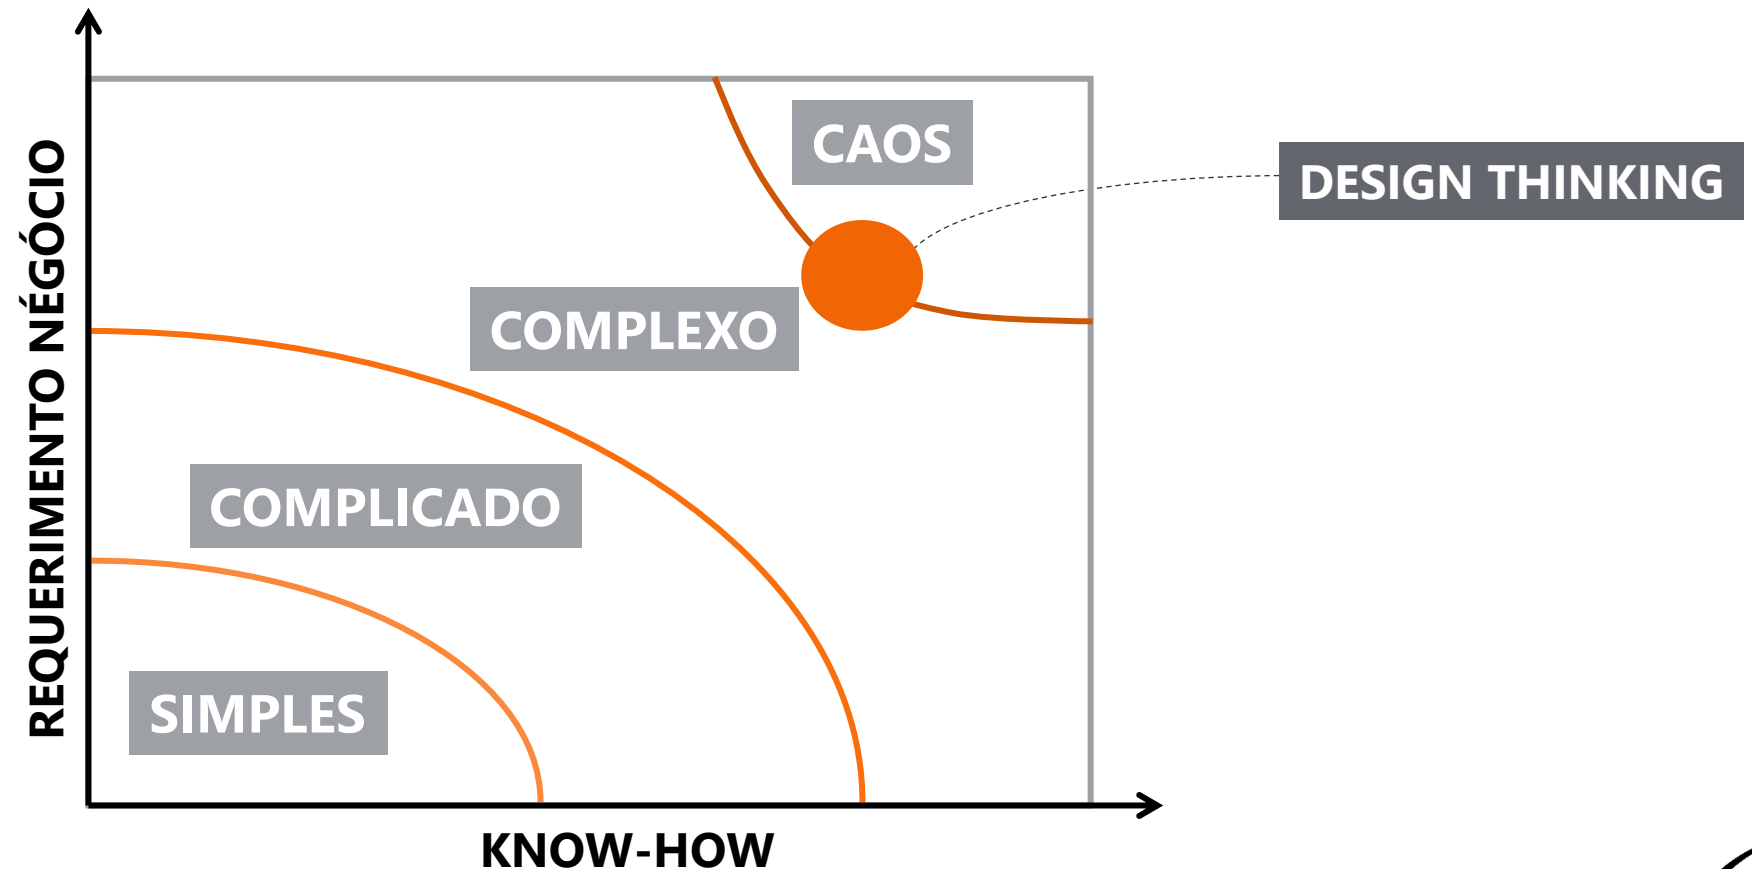 REQUERIMENTO NÉGÓCIO
CAOS
DESIGN THINKING
COMPLEXO
COMPLICADO
SIMPLES
KNOW-HOW